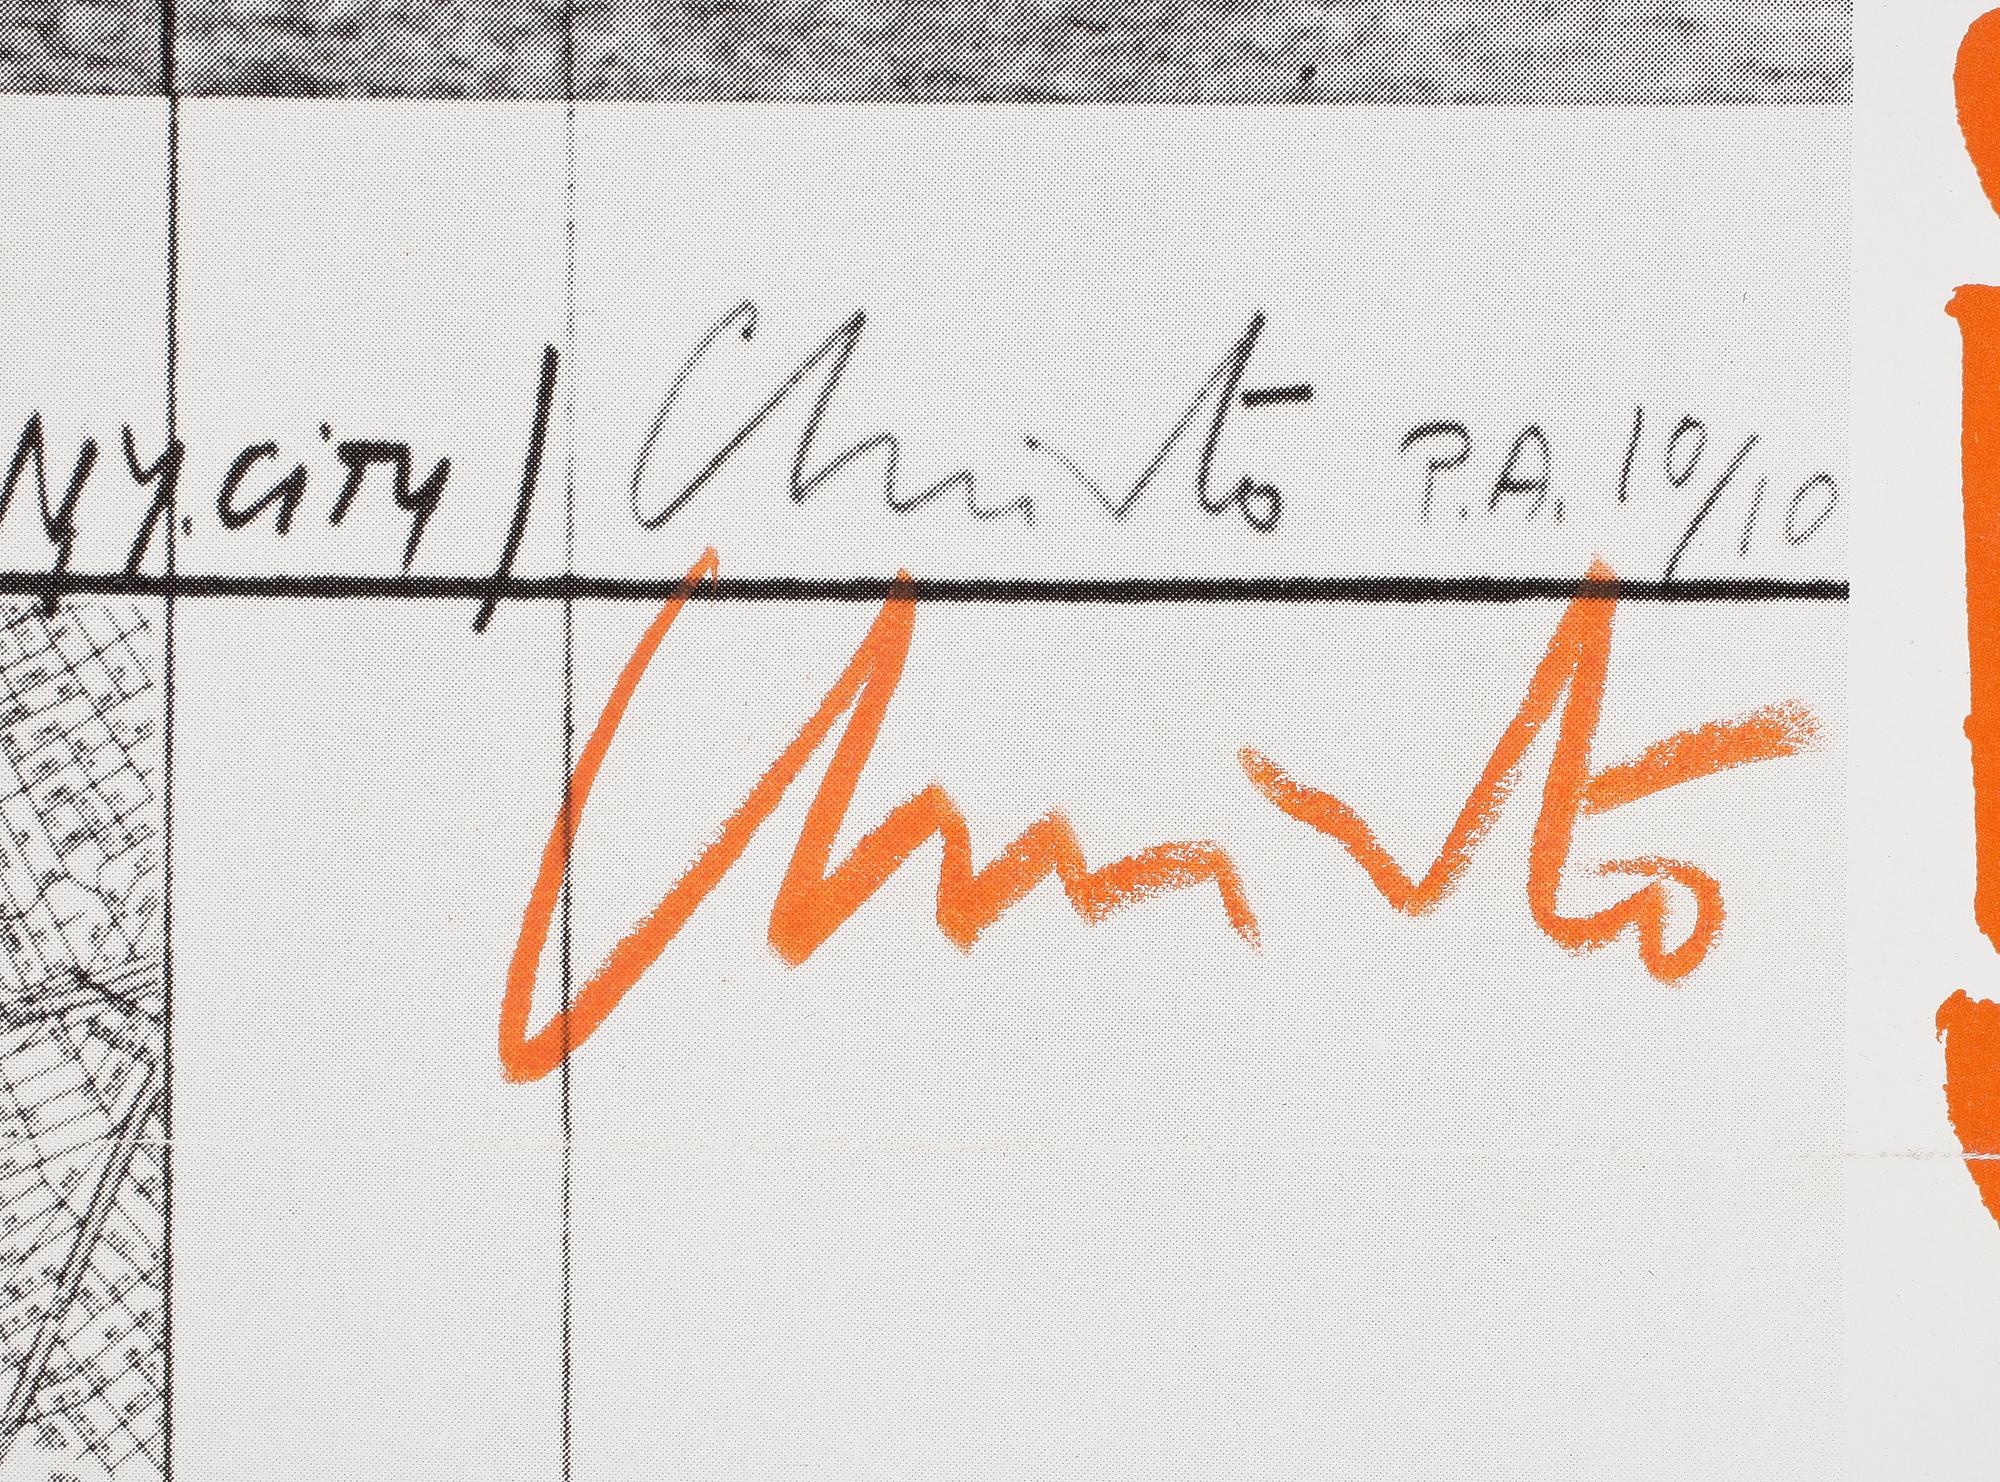 N.Y. CITY / Christo P.A. 10/10
Christo